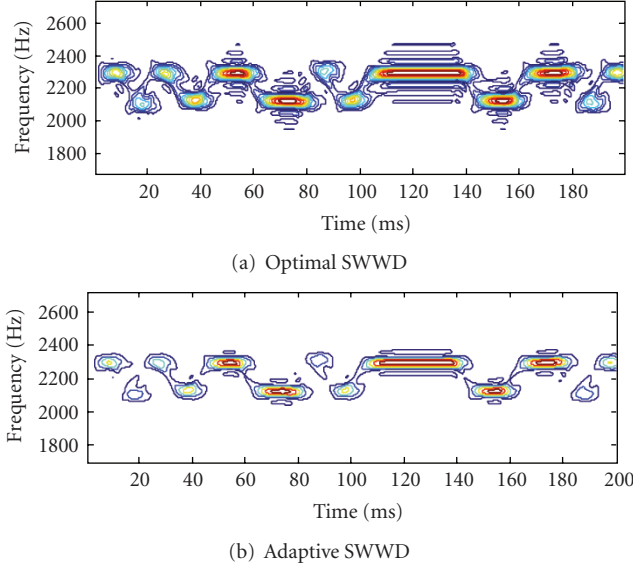 2600
2400
2200
2000
1800
Frequency (Hz)
20 40 60 80 100 120 140 160 180
Time (ms)
(a) Optimal SWWD
2600
2400
2200
2000
1800
Frequency (Hz)
20 40 60 80 100 120 140 160 180 200
Time (ms)
(b) Adaptive SWWD